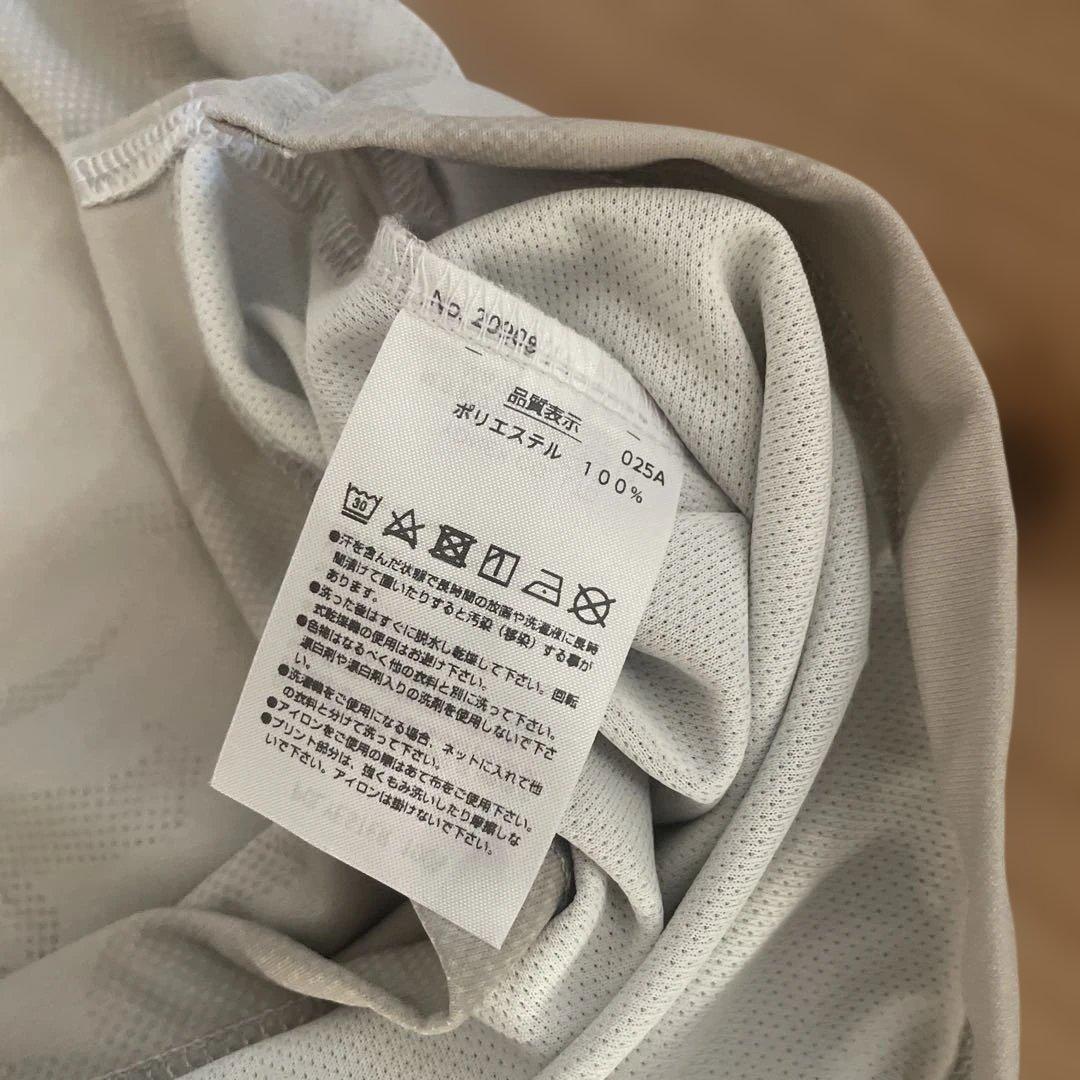 No. 20909
品質表示
025A
ポリエステル 100%
30
●汗を含んだ状態で長時間の放置や洗濯液に長時
間漬けて置いたりすると汚染(移染)する事が
あります。
●洗った後はすぐに脱水し乾燥して下さい。回転
式乾燥機の使用はお避け下さい。
●色物はなるべく他の衣料と別に洗って下さい。
漂白剤や漂白剤入りの洗剤を使用しないで下さ
い。
●洗濯機をご使用になる場合、ネットに入れて他
の衣料と分けて洗って下さい。
●アイロンをご使用の際はあて布をご使用下さい。
●プリント部分は、強くもみ洗いしたり摩擦しな
いで下さい。アイロンは掛けないで下さい。